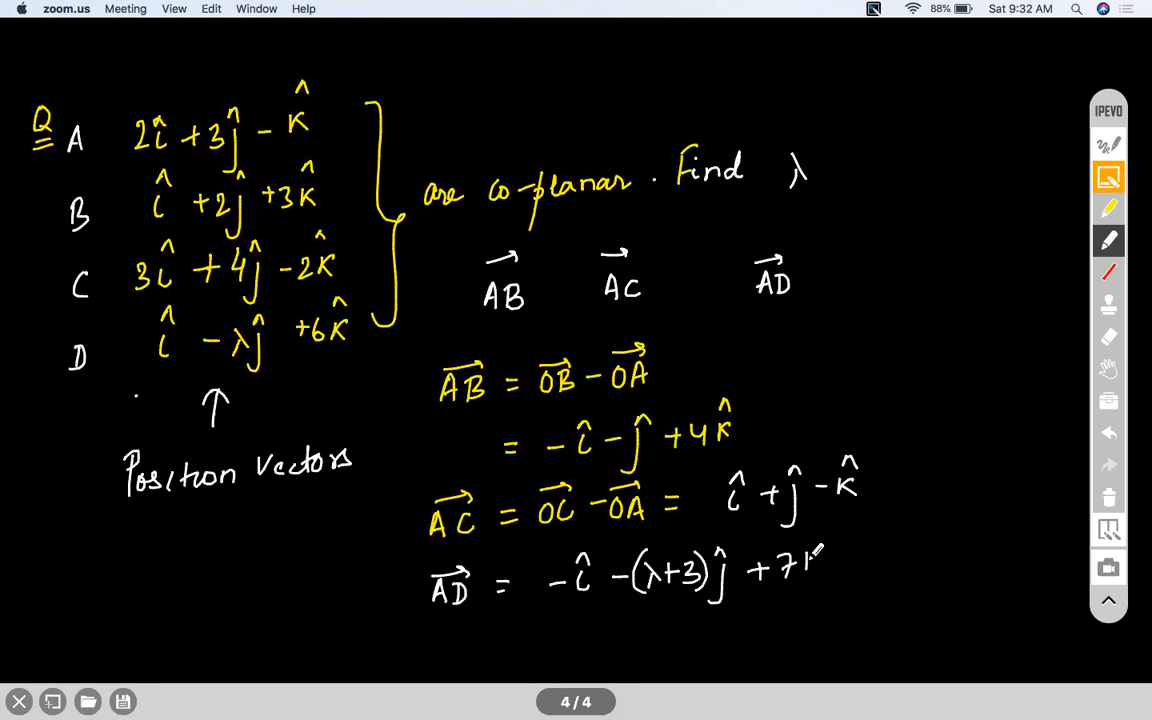 zoom.us Meeting View Edit Window Help 88% Sat 9:32 AM
IPEVO
Q A 2î + 3ĵ - k̂
B î + 2ĵ + 3k̂
C 3î + 4ĵ - 2k̂
D î - λĵ + 6k̂
are co-planar. Find λ
↑
Position vectors
AB→ AC→ AD→
AB→ = OB→ - OA→
= - î - ĵ + 4k̂
AC→ = OC→ - OA→ = î + ĵ - k̂
AD→ = - î - (λ+3)ĵ + 7
4/4